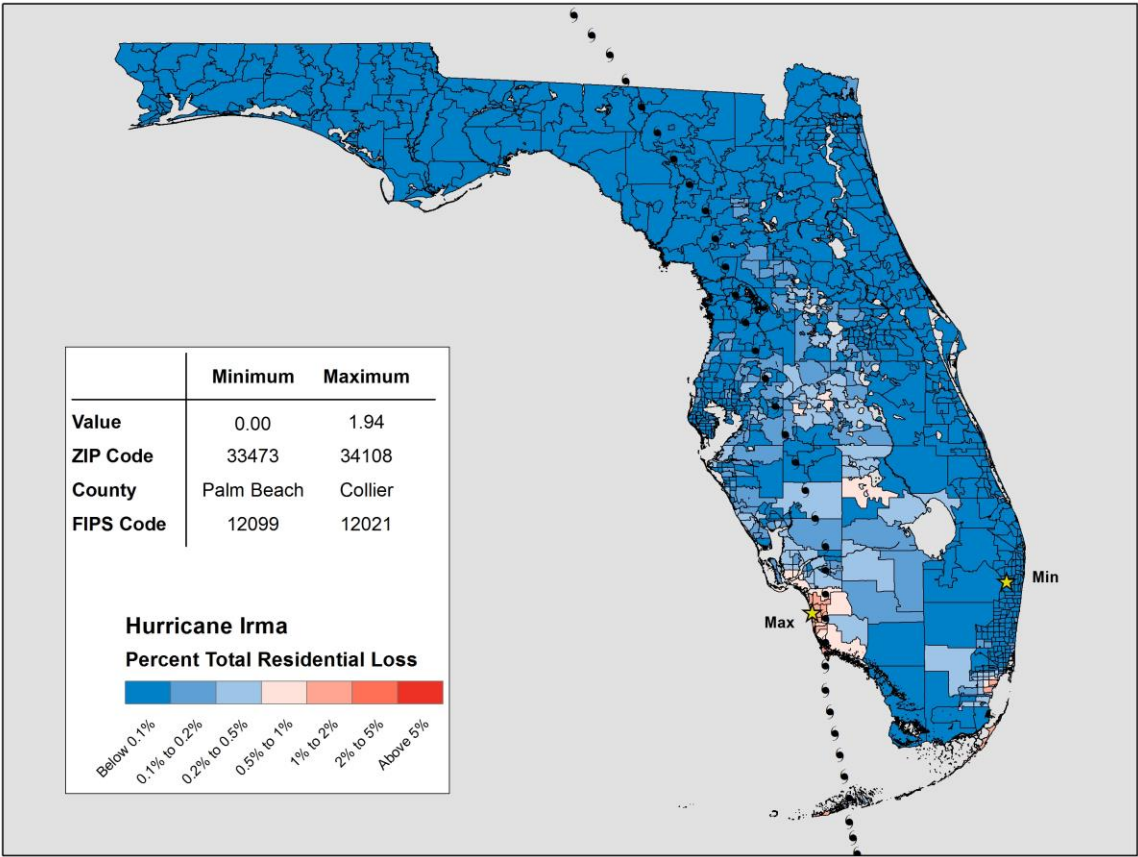 Minimum Maximum
Value 0.00 1.94
ZIP Code 33473 34108
County Palm Beach Collier
FIPS Code 12099 12021
Hurricane Irma
Percent Total Residential Loss
Below 0.1% 0.1% to 0.2% 0.2% to 0.5% 0.5% to 1% 1% to 2% 2% to 5% Above 5%
Min
Max